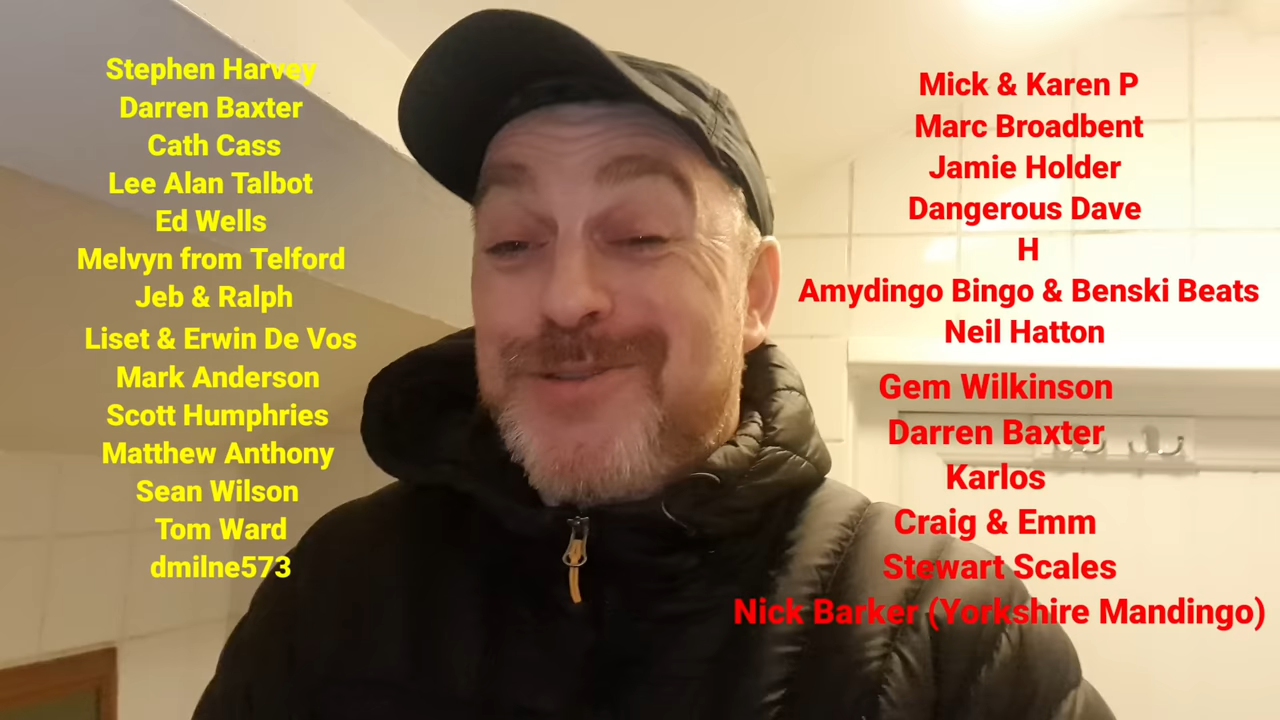 Stephen Harvey
Darren Baxter
Cath Cass
Lee Alan Talbot
Ed Wells
Melvyn from Telford
Jeb & Ralph
Liset & Erwin De Vos
Mark Anderson
Scott Humphries
Matthew Anthony
Sean Wilson
Tom Ward
dmilne573
Mick & Karen P
Marc Broadbent
Jamie Holder
Dangerous Dave
H
Amydingo Bingo & Benski Beats
Neil Hatton
Gem Wilkinson
Darren Baxter
Karlos
Craig & Emm
Stewart Scales
Nick Barker (Yorkshire Mandingo)